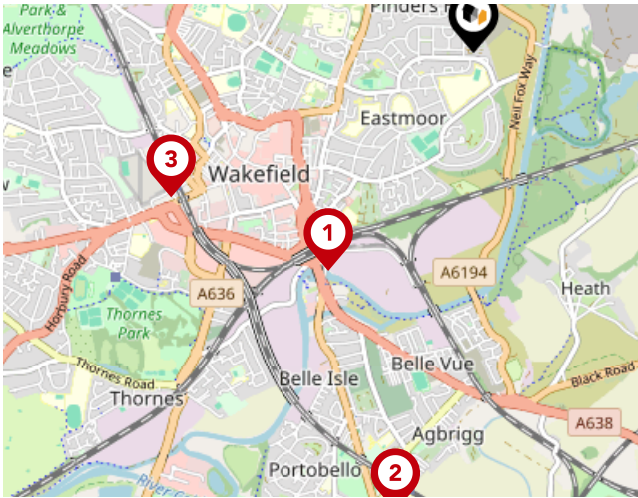 Park &
Alverthorpe
Meadows
Pinders
Neil Fox Way
Eastmoor
3
Wakefield
1
A6194
Heath
A636
Horbury Road
Thornes
Park
Thornes Road
Thornes
Belle Isle
Belle Vue
Black Road
A638
Agbrigg
Portobello
2
River